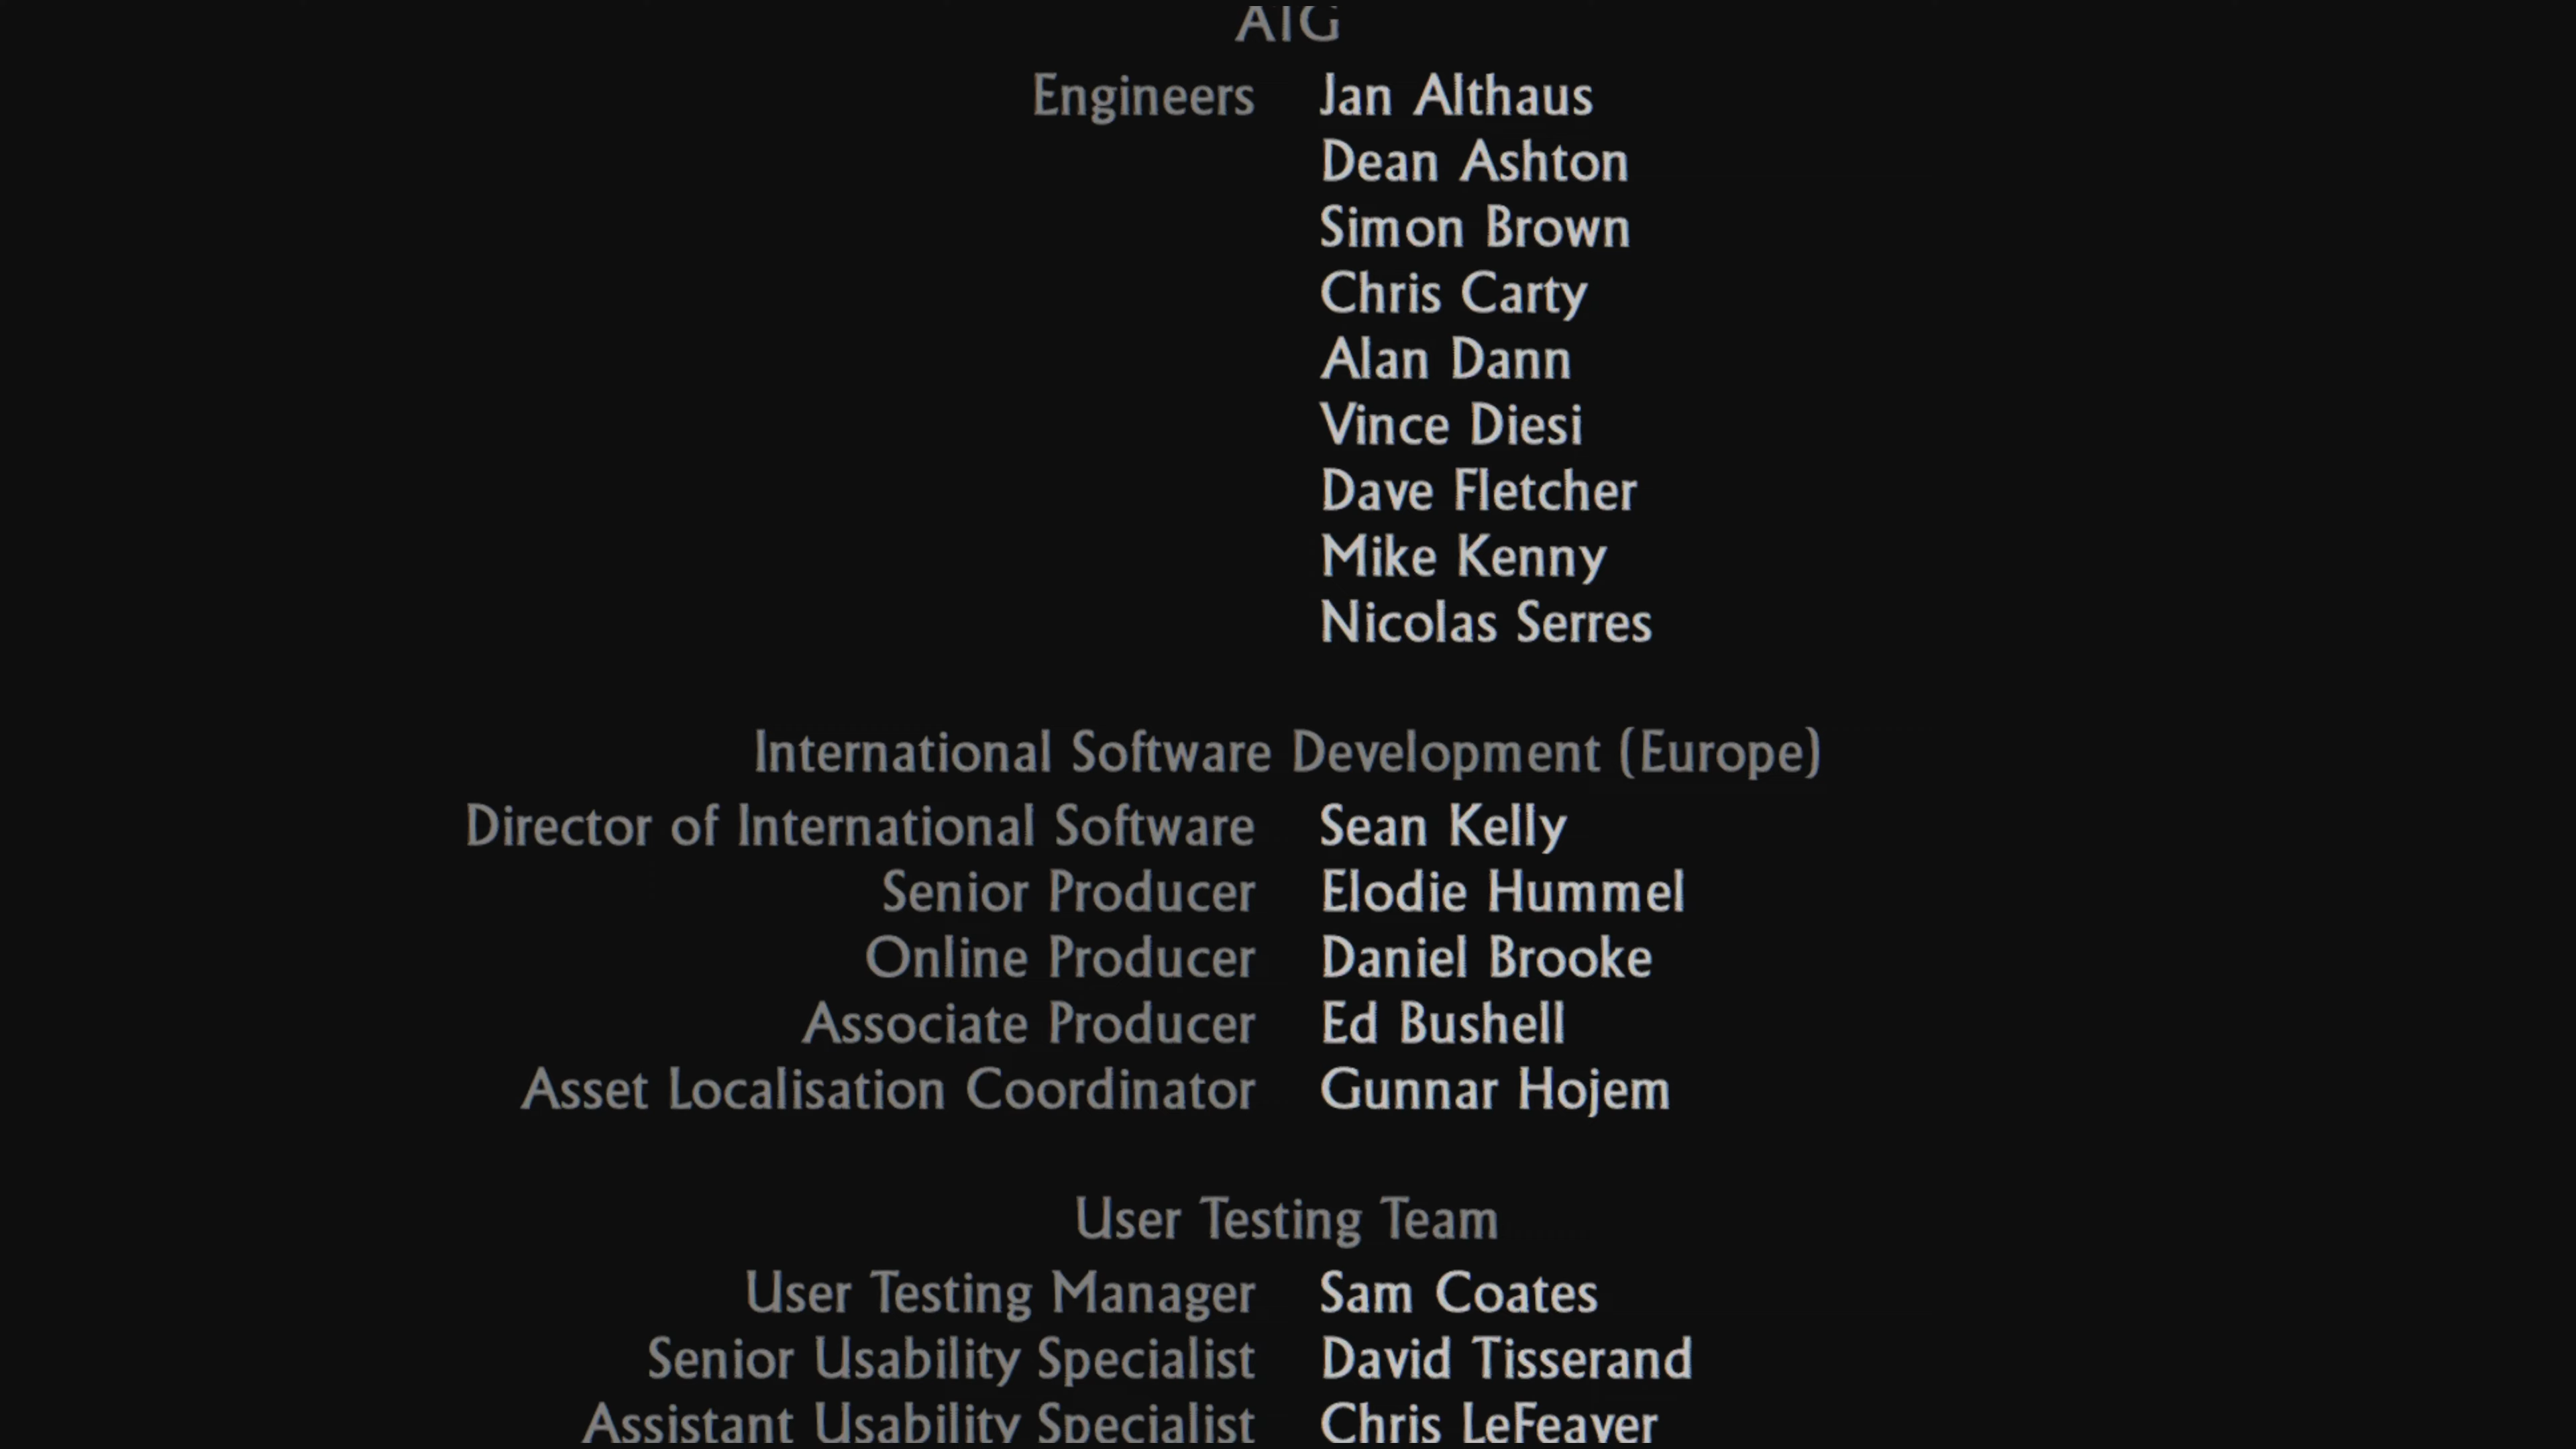 ATG
Engineers Jan Althaus
Dean Ashton
Simon Brown
Chris Carty
Alan Dann
Vince Diesi
Dave Fletcher
Mike Kenny
Nicolas Serres
International Software Development (Europe)
Director of International Software Sean Kelly
Senior Producer Elodie Hummel
Online Producer Daniel Brooke
Associate Producer Ed Bushell
Asset Localisation Coordinator Gunnar Hojem
User Testing Team
User Testing Manager Sam Coates
Senior Usability Specialist David Tisserand
Assistant Usability Specialist Chris LeFeaver